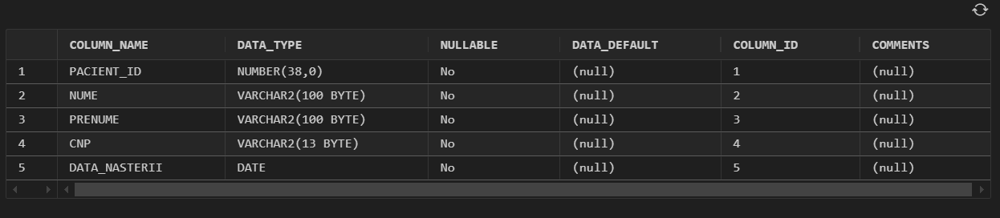 COLUMN_NAME DATA_TYPE NULLABLE DATA_DEFAULT COLUMN_ID COMMENTS
1 PACIENT_ID NUMBER(38,0) No (null) 1 (null)
2 NUME VARCHAR2(100 BYTE) No (null) 2 (null)
3 PRENUME VARCHAR2(100 BYTE) No (null) 3 (null)
4 CNP VARCHAR2(13 BYTE) No (null) 4 (null)
5 DATA_NASTERII DATE No (null) 5 (null)